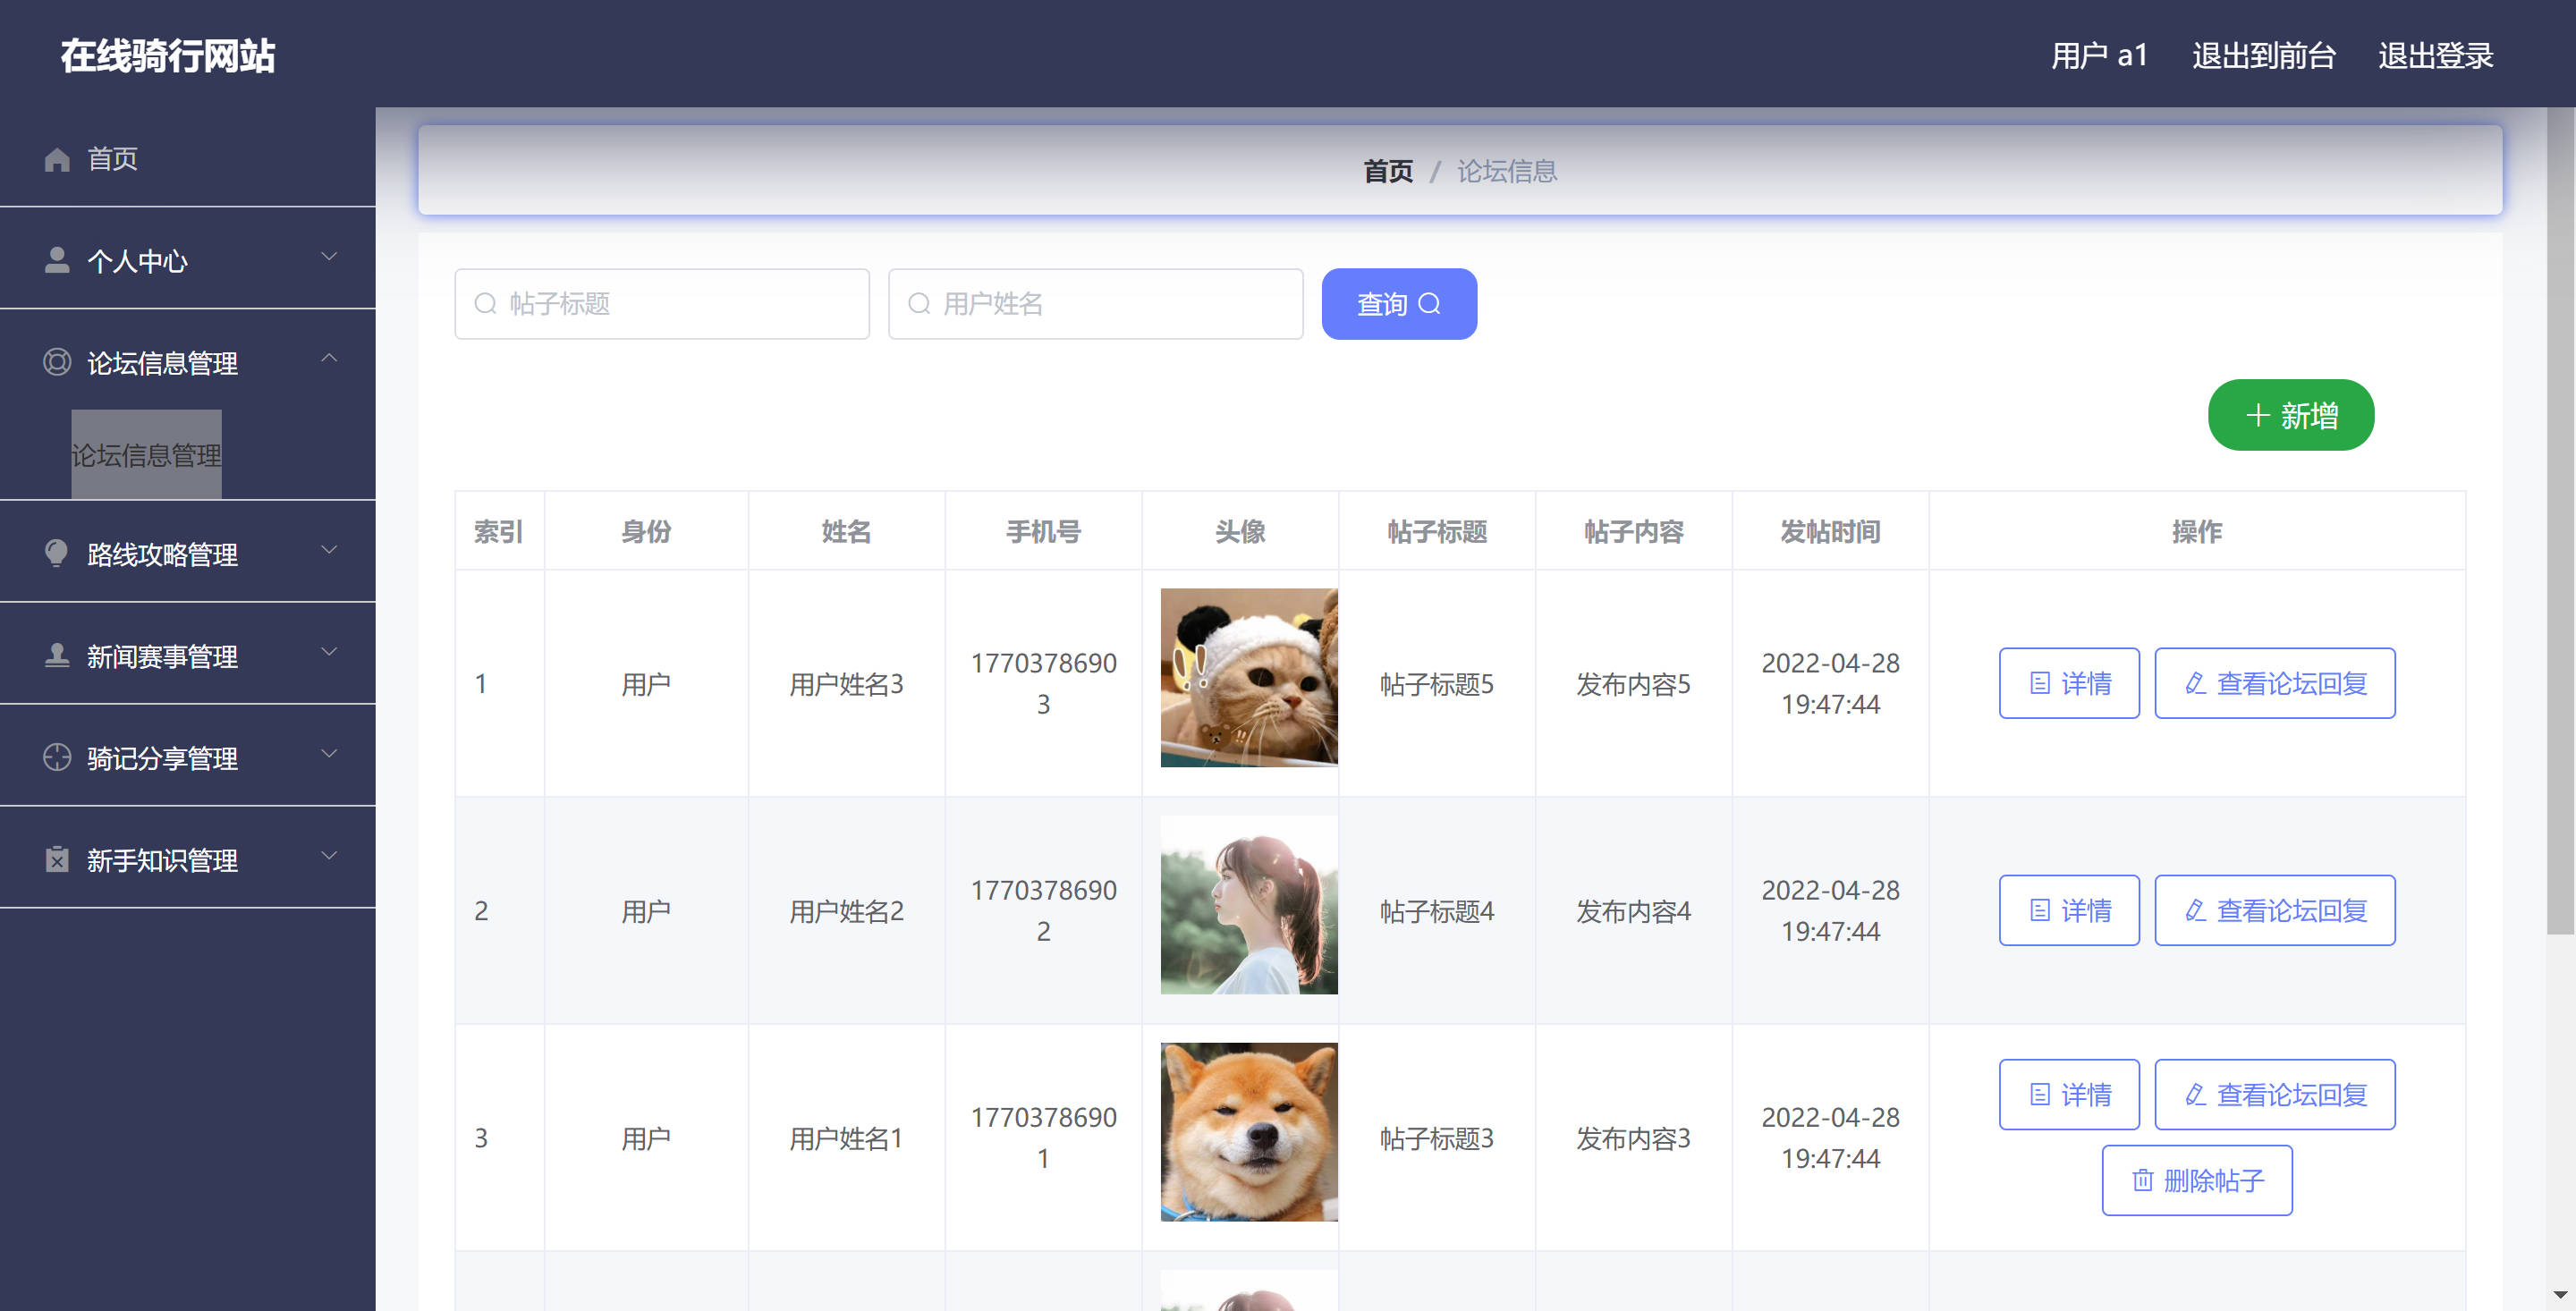 在线骑行网站
用户 a1 退出到前台 退出登录
首页
个人中心
论坛信息管理
论坛信息管理
路线攻略管理
新闻赛事管理
骑记分享管理
新手知识管理
首页 / 论坛信息
帖子标题 用户姓名 查询
新增
索引 身份 姓名 手机号 头像 帖子标题 帖子内容 发帖时间 操作
1 用户 用户姓名3 1770378690
3 帖子标题5 发布内容5 2022-04-28
19:47:44 详情 查看论坛回复
2 用户 用户姓名2 1770378690
2 帖子标题4 发布内容4 2022-04-28
19:47:44 详情 查看论坛回复
3 用户 用户姓名1 1770378690
1 帖子标题3 发布内容3 2022-04-28
19:47:44 详情 查看论坛回复
删除帖子